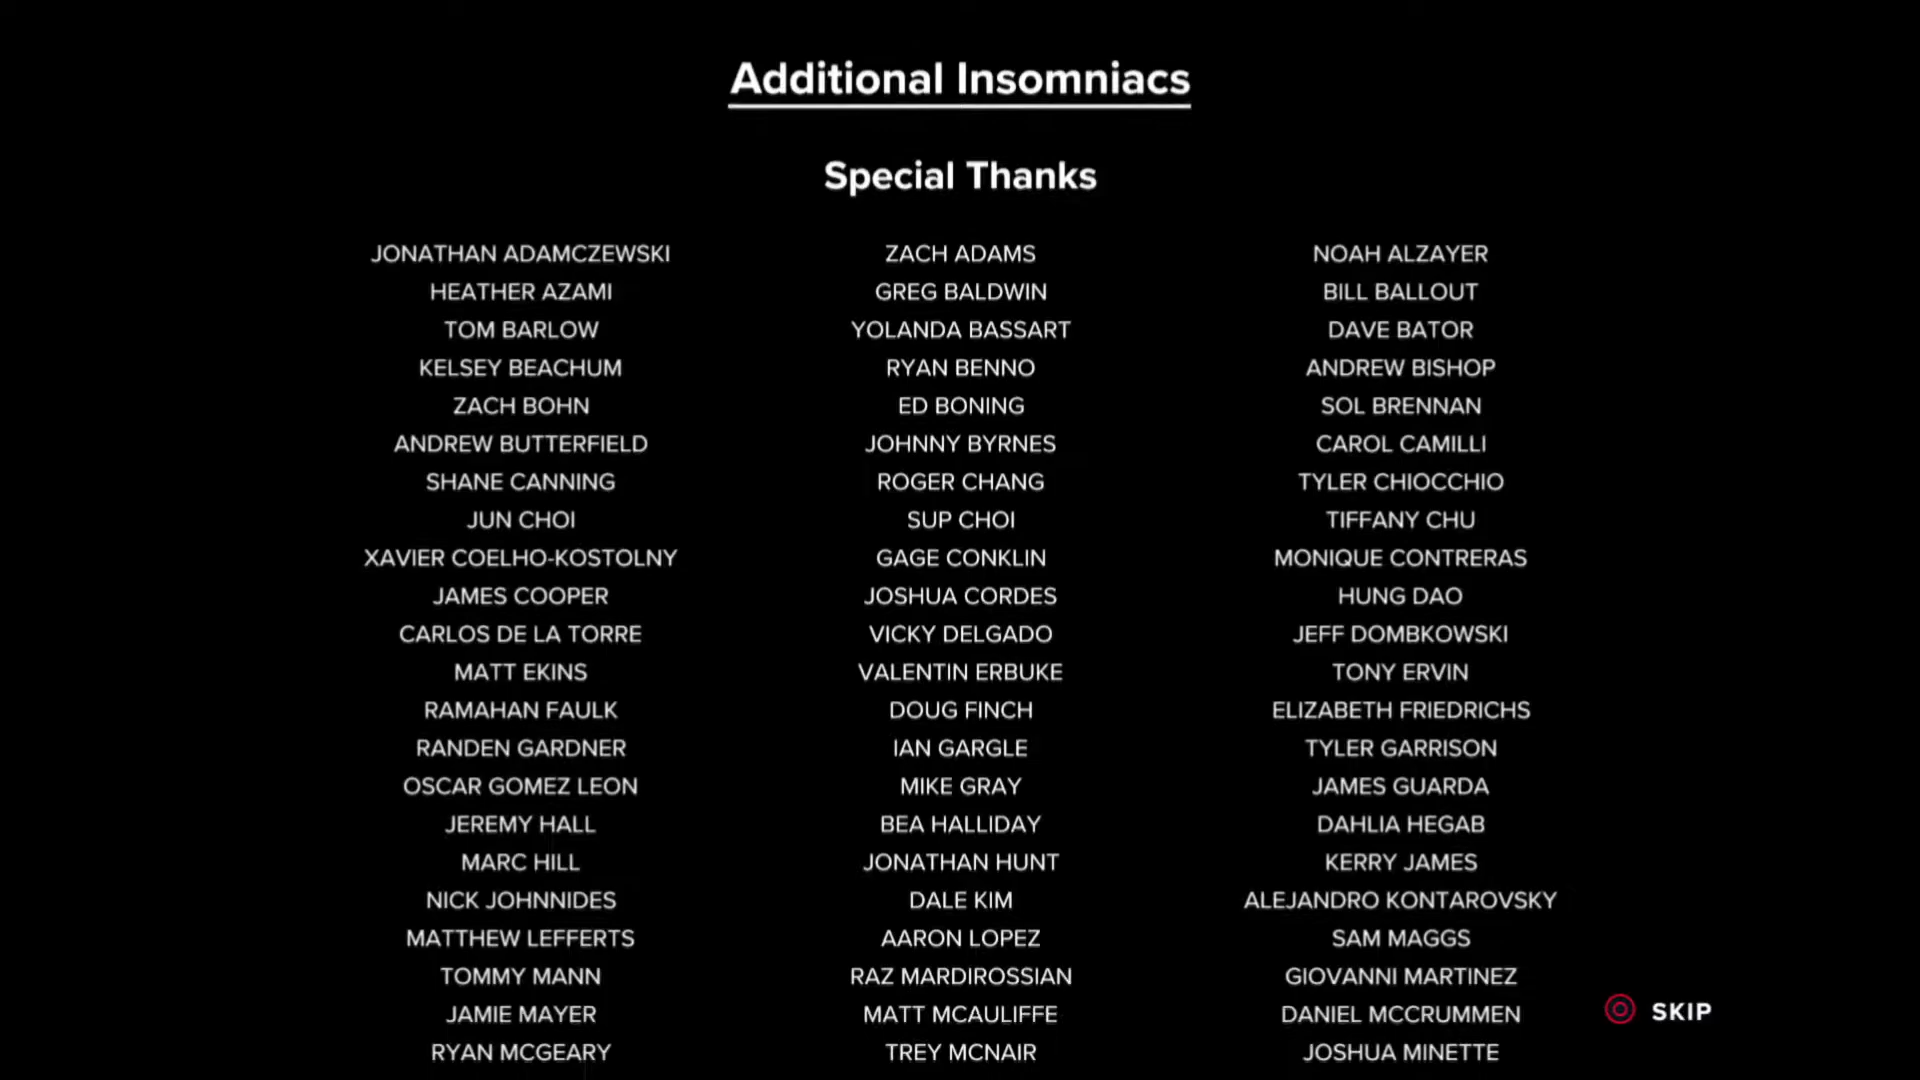 Additional Insomniacs
Special Thanks
JONATHAN ADAMCZEWSKI ZACH ADAMS NOAH ALZAYER
HEATHER AZAMI GREG BALDWIN BILL BALLOUT
TOM BARLOW YOLANDA BASSART DAVE BATOR
KELSEY BEACHUM RYAN BENNO ANDREW BISHOP
ZACH BOHN ED BONING SOL BRENNAN
ANDREW BUTTERFIELD JOHNNY BYRNES CAROL CAMILLI
SHANE CANNING ROGER CHANG TYLER CHIOCCHIO
JUN CHOI SUP CHOI TIFFANY CHU
XAVIER COELHO-KOSTOLNY GAGE CONKLIN MONIQUE CONTRERAS
JAMES COOPER JOSHUA CORDES HUNG DAO
CARLOS DE LA TORRE VICKY DELGADO JEFF DOMBKOWSKI
MATT EKINS VALENTIN ERBUKE TONY ERVIN
RAMAHAN FAULK DOUG FINCH ELIZABETH FRIEDRICHS
RANDEN GARDNER IAN GARGLE TYLER GARRISON
OSCAR GOMEZ LEON MIKE GRAY JAMES GUARDA
JEREMY HALL BEA HALLIDAY DAHLIA HEGAB
MARC HILL JONATHAN HUNT KERRY JAMES
NICK JOHNNIDES DALE KIM ALEJANDRO KONTAROVSKY
MATTHEW LEFFERTS AARON LOPEZ SAM MAGGS
TOMMY MANN RAZ MARDIROSSIAN GIOVANNI MARTINEZ
JAMIE MAYER MATT MCAULIFFE DANIEL MCCRUMMEN SKIP
RYAN MCGEARY TREY MCNAIR JOSHUA MINETTE